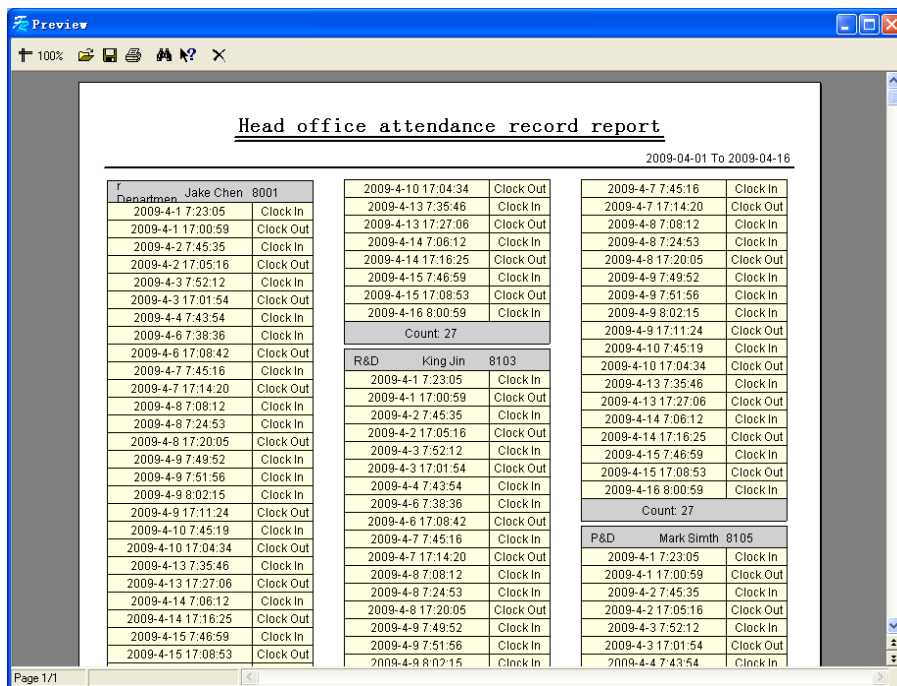 Preview
100%
Head office attendance record report
2009-04-01 To 2009-04-16
r
Departmen Jake Chen 8001
2009-4-1 7:23:05 Clock In
2009-4-1 17:00:59 Clock Out
2009-4-2 7:45:35 Clock In
2009-4-2 17:05:16 Clock Out
2009-4-3 7:52:12 Clock In
2009-4-3 17:01:54 Clock Out
2009-4-4 7:43:54 Clock In
2009-4-6 7:38:36 Clock In
2009-4-6 17:08:42 Clock Out
2009-4-7 7:45:16 Clock In
2009-4-7 17:14:20 Clock Out
2009-4-8 7:08:12 Clock In
2009-4-8 7:24:53 Clock In
2009-4-8 17:20:05 Clock Out
2009-4-9 7:49:52 Clock In
2009-4-9 7:51:56 Clock In
2009-4-9 8:02:15 Clock In
2009-4-9 17:11:24 Clock Out
2009-4-10 7:45:19 Clock In
2009-4-10 17:04:34 Clock Out
2009-4-13 7:35:46 Clock In
2009-4-13 17:27:06 Clock Out
2009-4-14 7:06:12 Clock In
2009-4-14 17:16:25 Clock Out
2009-4-15 7:46:59 Clock In
2009-4-15 17:08:53 Clock Out
2009-4-10 17:04:34 Clock Out
2009-4-13 7:35:46 Clock In
2009-4-13 17:27:06 Clock Out
2009-4-14 7:06:12 Clock In
2009-4-14 17:16:25 Clock Out
2009-4-15 7:46:59 Clock In
2009-4-15 17:08:53 Clock Out
2009-4-16 8:00:59 Clock In
Count: 27
R&D King Jin 8103
2009-4-1 7:23:05 Clock In
2009-4-1 17:00:59 Clock Out
2009-4-2 7:45:35 Clock In
2009-4-2 17:05:16 Clock Out
2009-4-3 7:52:12 Clock In
2009-4-3 17:01:54 Clock Out
2009-4-4 7:43:54 Clock In
2009-4-6 7:38:36 Clock In
2009-4-6 17:08:42 Clock Out
2009-4-7 7:45:16 Clock In
2009-4-7 17:14:20 Clock Out
2009-4-8 7:08:12 Clock In
2009-4-8 7:24:53 Clock In
2009-4-8 17:20:05 Clock Out
2009-4-9 7:49:52 Clock In
2009-4-9 7:51:56 Clock In
2009-4-9 8:02:15 Clock In
2009-4-7 7:45:16 Clock In
2009-4-7 17:14:20 Clock Out
2009-4-8 7:08:12 Clock In
2009-4-8 7:24:53 Clock In
2009-4-8 17:20:05 Clock Out
2009-4-9 7:49:52 Clock In
2009-4-9 7:51:56 Clock In
2009-4-9 8:02:15 Clock In
2009-4-9 17:11:24 Clock Out
2009-4-10 7:45:19 Clock In
2009-4-10 17:04:34 Clock Out
2009-4-13 7:35:46 Clock In
2009-4-13 17:27:06 Clock Out
2009-4-14 7:06:12 Clock In
2009-4-14 17:16:25 Clock Out
2009-4-15 7:46:59 Clock In
2009-4-15 17:08:53 Clock Out
2009-4-16 8:00:59 Clock In
Count: 27
P&D Mark Simth 8105
2009-4-1 7:23:05 Clock In
2009-4-1 17:00:59 Clock Out
2009-4-2 7:45:35 Clock In
2009-4-2 17:05:16 Clock Out
2009-4-3 7:52:12 Clock In
2009-4-3 17:01:54 Clock Out
2009-4-4 7:43:54 Clock In
Page 1/1